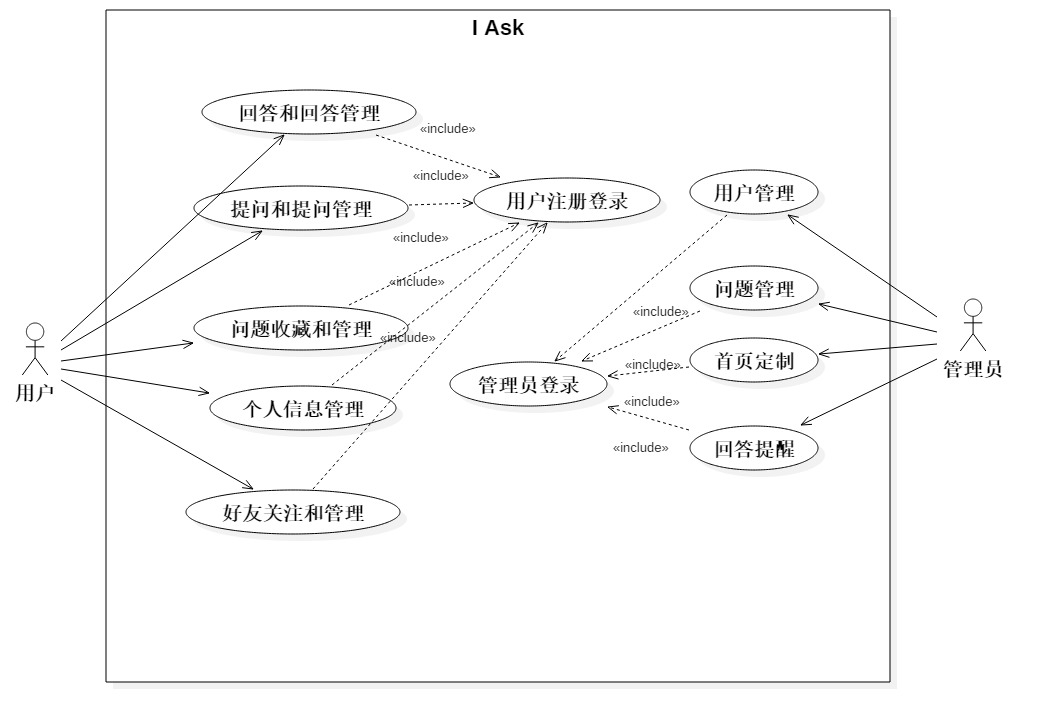 I Ask
回答和回答管理
«include»
«include»
提问和提问管理
用户注册登录
用户管理
«include»
«include»
问题管理
«include»
问题收藏和管理
«include»
首页定制
«include»
管理员登录
用户
管理员
«include»
个人信息管理
«include»
回答提醒
好友关注和管理